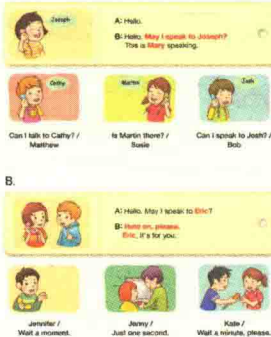 Joseph
A: Hello.
B: Hello. May I speak to Joseph?
This is Mary speaking.
Cathy
Martin
Josh
Can I talk to Cathy? /
Matthew
Is Martin there? /
Susie
Can I speak to Josh? /
Bob
B.
A: Hello. May I speak to Eric?
B: Hold on, please.
Eric, it's for you.
Jennifer /
Wait a moment.
Jenny /
Just one second.
Kate /
Wait a minute, please.